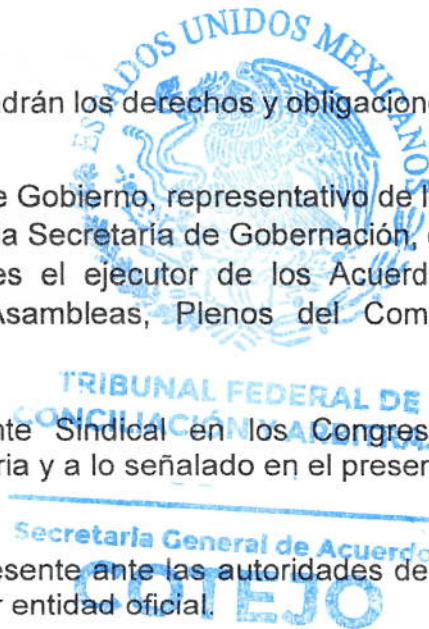 ESTADOS UNIDOS MEXICANOS
drán los derechos y obligacione
e Gobierno, representativo de l
a Secretaría de Gobernación,
es el ejecutor de los Acuerd
Asambleas, Plenos del Com
TRIBUNAL FEDERAL DE
CONCILIACIÓN Y ARBITRAJE
nte Sindical en los Congres
ria y a lo señalado en el presen
Secretaría General de Acuerdo
esente ante las autoridades de
r entidad oficial.
COTEJO